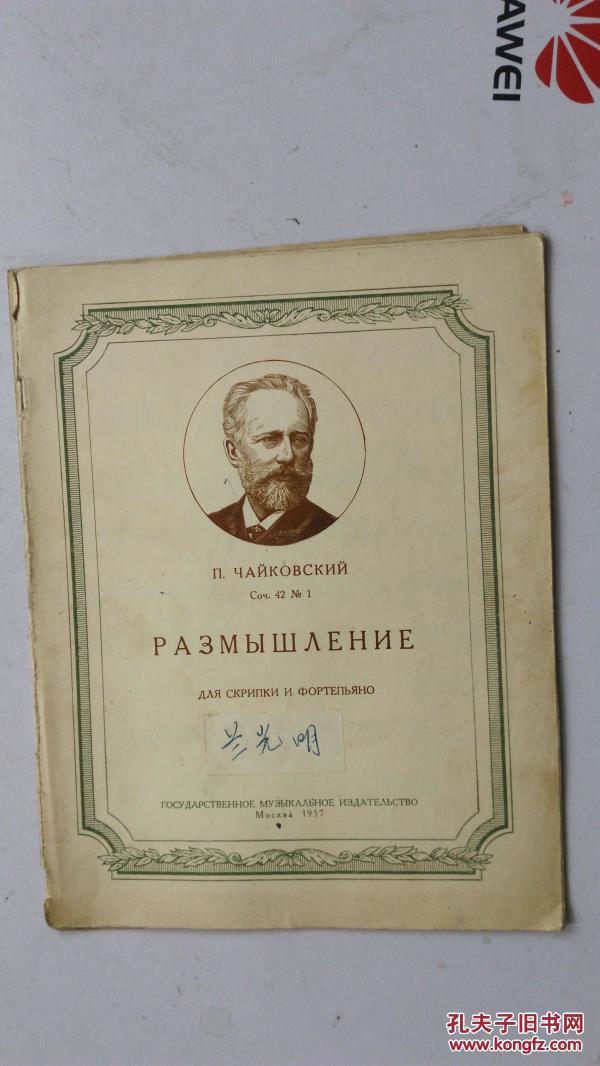 HUAWEI
П. ЧАЙКОВСКИЙ
Соч. 42 № 1
РАЗМЫШЛЕНИЕ
ДЛЯ СКРИПКИ И ФОРТЕПЬЯНО
兰光明
ГОСУДАРСТВЕННОЕ МУЗЫКАЛЬНОЕ ИЗДАТЕЛЬСТВО
Москва 1957
孔夫子旧书网
www.kongfz.com